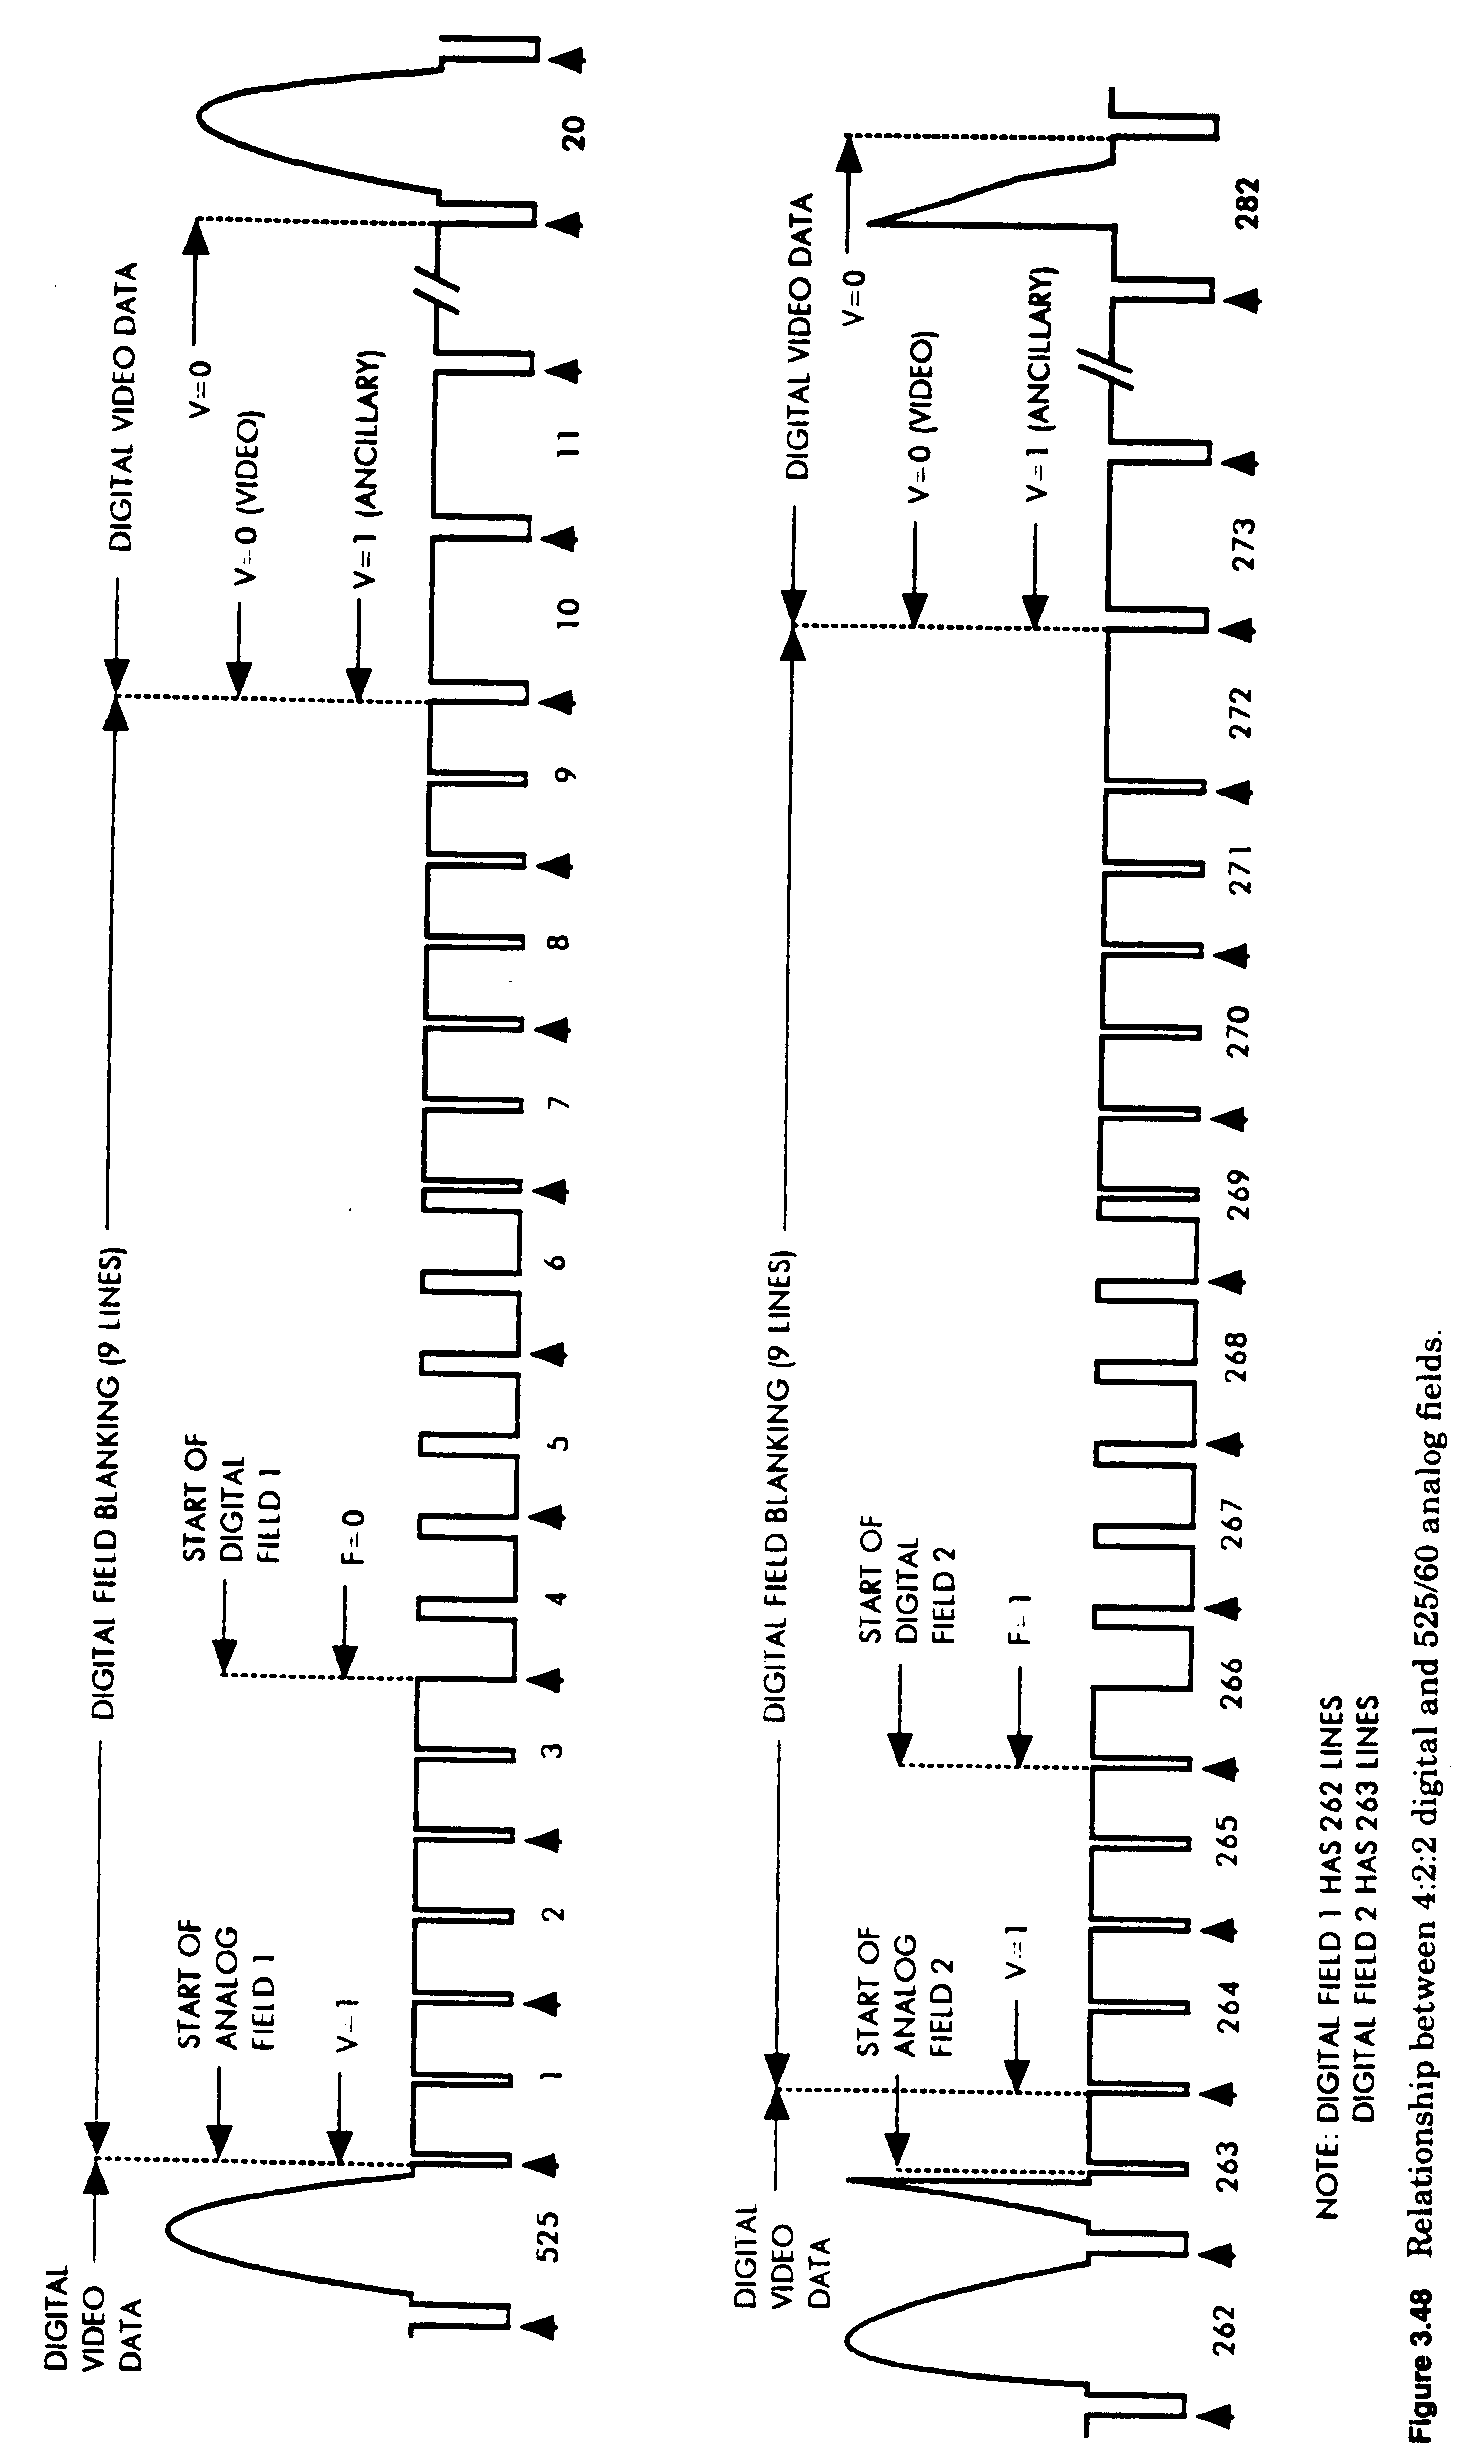 DIGITAL
VIDEO
DATA
DIGITAL FIELD BLANKING (9 LINES)
DIGITAL VIDEO DATA
START OF
ANALOG
FIELD 1
START OF
DIGITAL
FIELD 1
V=0
V=0 (VIDEO)
V=1
F=0
V=1 (ANCILLARY)
525
1
2
3
4
5
6
7
8
9
10
11
20
DIGITAL
VIDEO
DATA
DIGITAL FIELD BLANKING (9 LINES)
DIGITAL VIDEO DATA
START OF
ANALOG
FIELD 2
START OF
DIGITAL
FIELD 2
V=0
V=0 (VIDEO)
V=1
F=1
V=1 (ANCILLARY)
262
263
264
265
266
267
268
269
270
271
272
273
282
NOTE: DIGITAL FIELD 1 HAS 262 LINES
DIGITAL FIELD 2 HAS 263 LINES
Figure 3.48 Relationship between 4:2:2 digital and 525/60 analog fields.